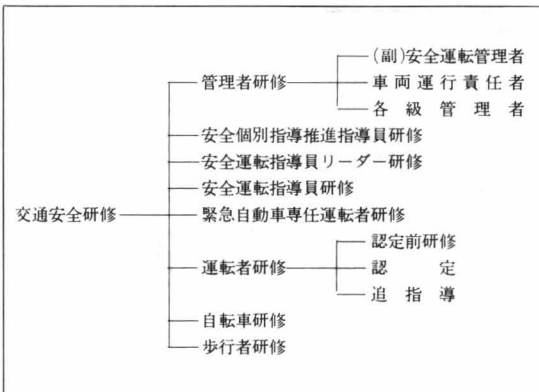 (副)安全運転管理者
管理者研修 車両運行責任者
各級管理者
安全個別指導推進指導員研修
安全運転指導員リーダー研修
安全運転指導員研修
交通安全研修 緊急自動車専任運転者研修
認定前研修
運転者研修 認定
追指導
自転車研修
歩行者研修